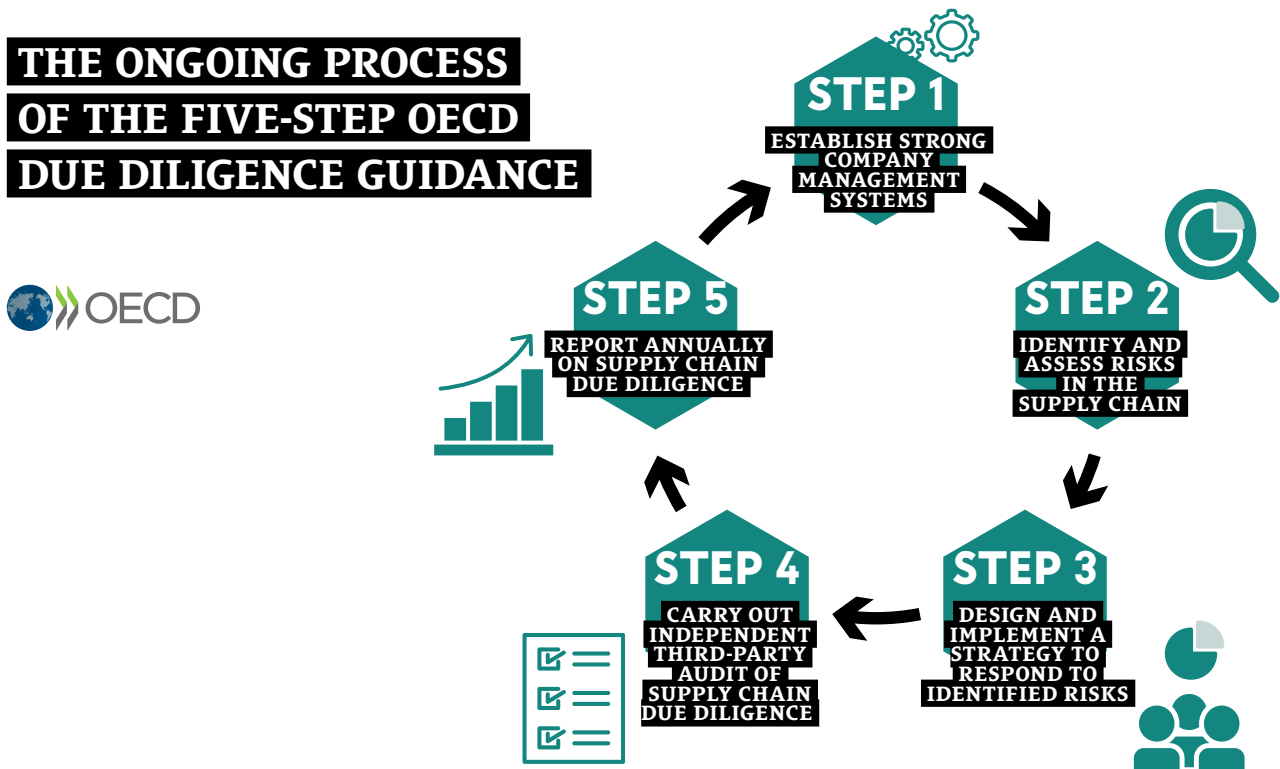 THE ONGOING PROCESS
OF THE FIVE-STEP OECD
DUE DILIGENCE GUIDANCE
OECD
STEP 1
ESTABLISH STRONG
COMPANY
MANAGEMENT
SYSTEMS
STEP 2
IDENTIFY AND
ASSESS RISKS
IN THE
SUPPLY CHAIN
STEP 3
DESIGN AND
IMPLEMENT A
STRATEGY TO
RESPOND TO
IDENTIFIED RISKS
STEP 4
CARRY OUT
INDEPENDENT
THIRD-PARTY
AUDIT OF
SUPPLY CHAIN
DUE DILIGENCE
STEP 5
REPORT ANNUALLY
ON SUPPLY CHAIN
DUE DILIGENCE